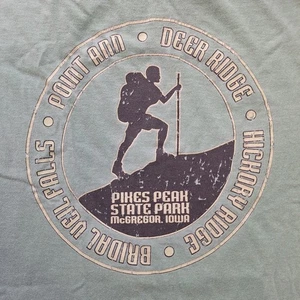 POINT ANN • DEER RIDGE • HICKORY RIDGE • BRIDAL VEIL FALLS •
PIKES PEAK
STATE PARK
McGREGOR, IOWA